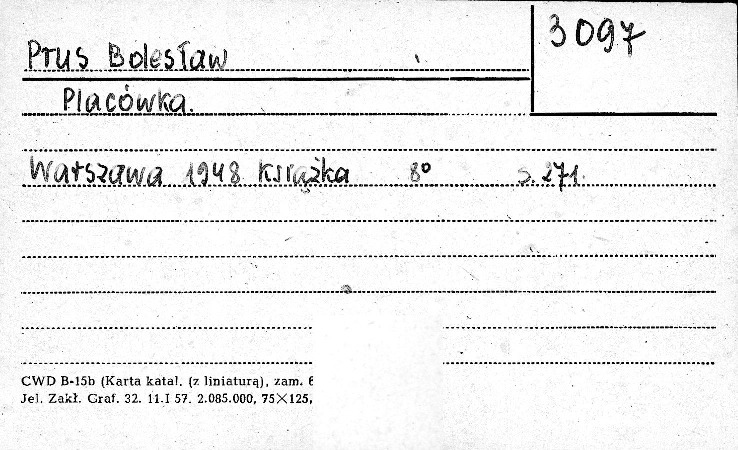 3097
Prus Bolesław
Placówka.
Warszawa 1948 Książka 8° s. 271.
CWD B-15b (Karta katal. (z liniaturą), zam. 6
Jel. Zakł. Graf. 32. 11.I 57. 2.085.000, 75×125,